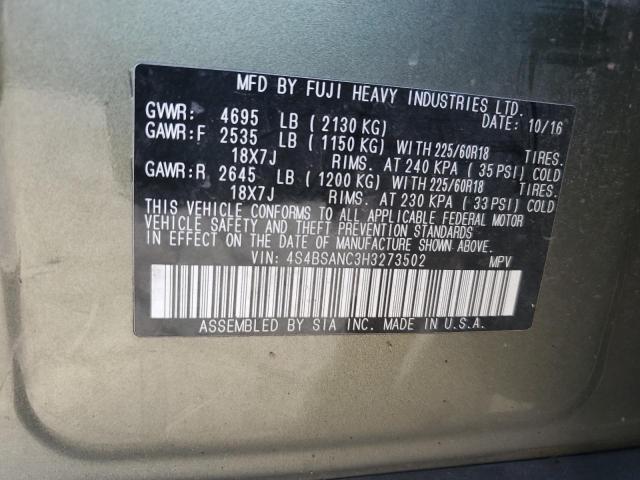 MFD BY FUJI HEAVY INDUSTRIES LTD.
GVWR: 4695 LB ( 2130 KG) DATE: 10/16
GAWR:F 2535 LB ( 1150 KG) WITH 225/60R18 TIRES.
18X7J RIMS. AT 240 KPA ( 35 PSI) COLD
GAWR:R 2645 LB ( 1200 KG) WITH 225/60R18 TIRES.
18X7J RIMS. AT 230 KPA ( 33 PSI) COLD
THIS VEHICLE CONFORMS TO ALL APPLICABLE FEDERAL MOTOR
VEHICLE SAFETY AND THEFT PREVENTION STANDARDS IN EFFECT ON THE
DATE OF MANUFACTURE SHOWN ABOVE.
VIN: 4S4BSANC3H3273502 MPV
ASSEMBLED BY SIA INC. MADE IN U.S.A.